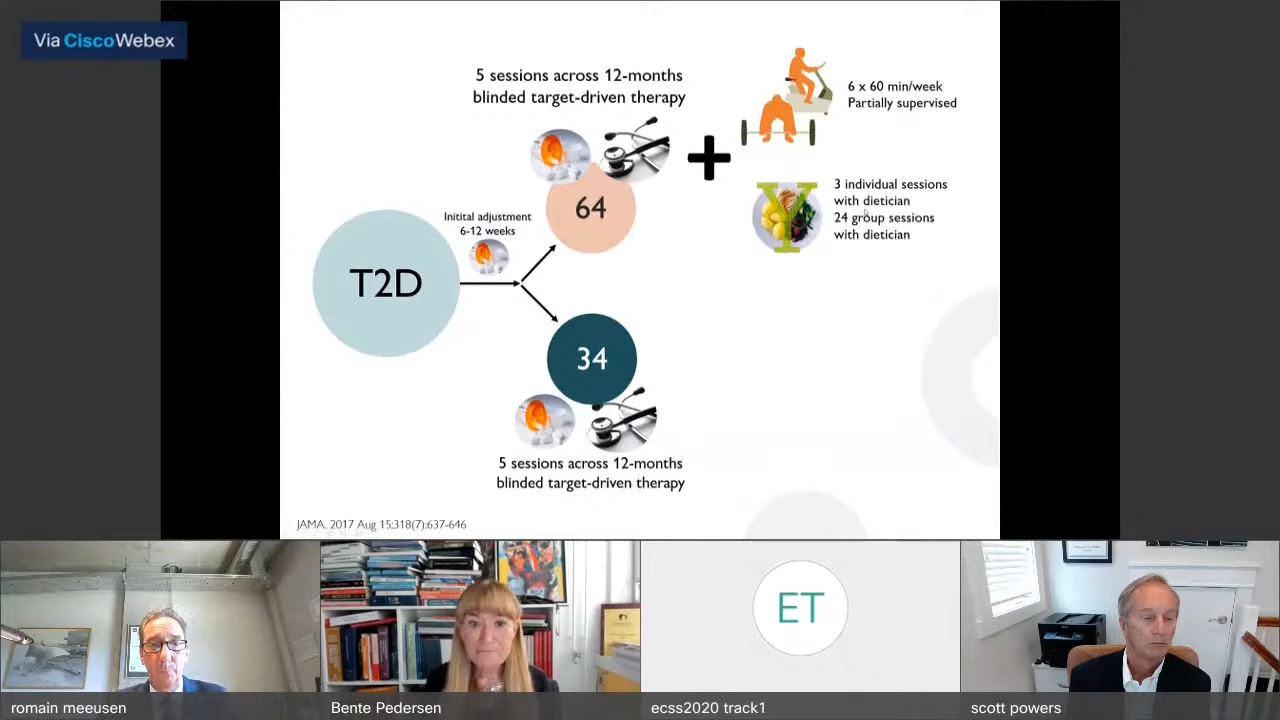 Via CiscoWebex
5 sessions across 12-months
blinded target-driven therapy
6 x 60 min/week
Partially supervised
3 individual sessions
with dietician
24 group sessions
with dietician
Y
Initital adjustment
6-12 weeks
64
T2D
34
5 sessions across 12-months
blinded target-driven therapy
JAMA. 2017 Aug 15;318(7):637-646
ET
romain meeusen
Bente Pedersen
ecss2020 track1
scott powers